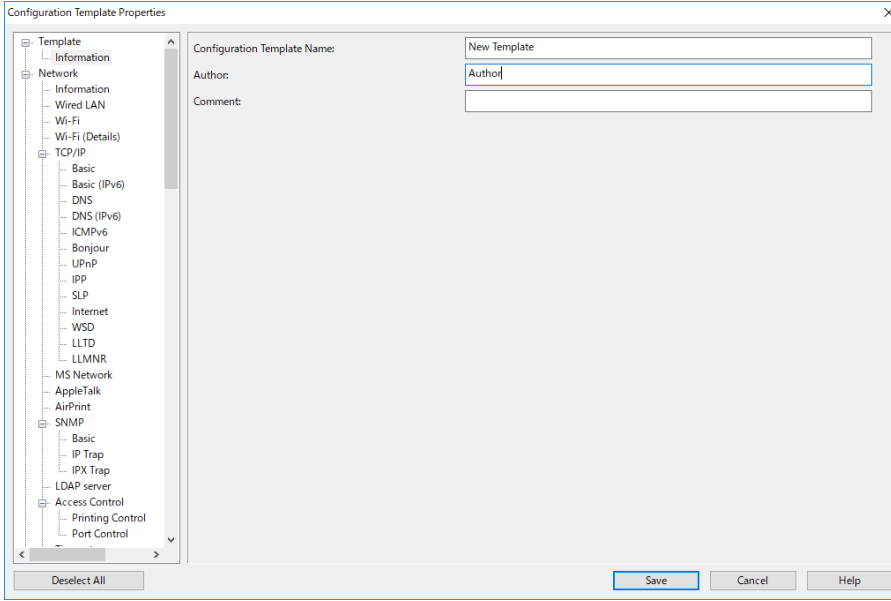 Configuration Template Properties
Template
Information
Network
Information
Wired LAN
Wi-Fi
Wi-Fi (Details)
TCP/IP
Basic
Basic (IPv6)
DNS
DNS (IPv6)
ICMPv6
Bonjour
UPnP
IPP
SLP
Internet
WSD
LLTD
LLMNR
MS Network
AppleTalk
AirPrint
SNMP
Basic
IP Trap
IPX Trap
LDAP server
Access Control
Printing Control
Port Control
Configuration Template Name: New Template
Author: Author
Comment:
Deselect All
Save Cancel Help